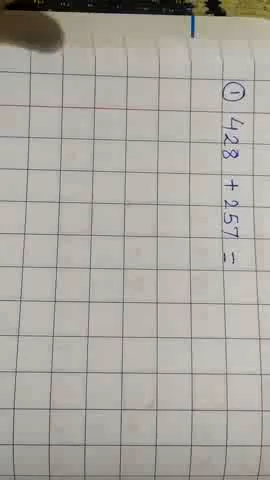 ① 428 + 257 =